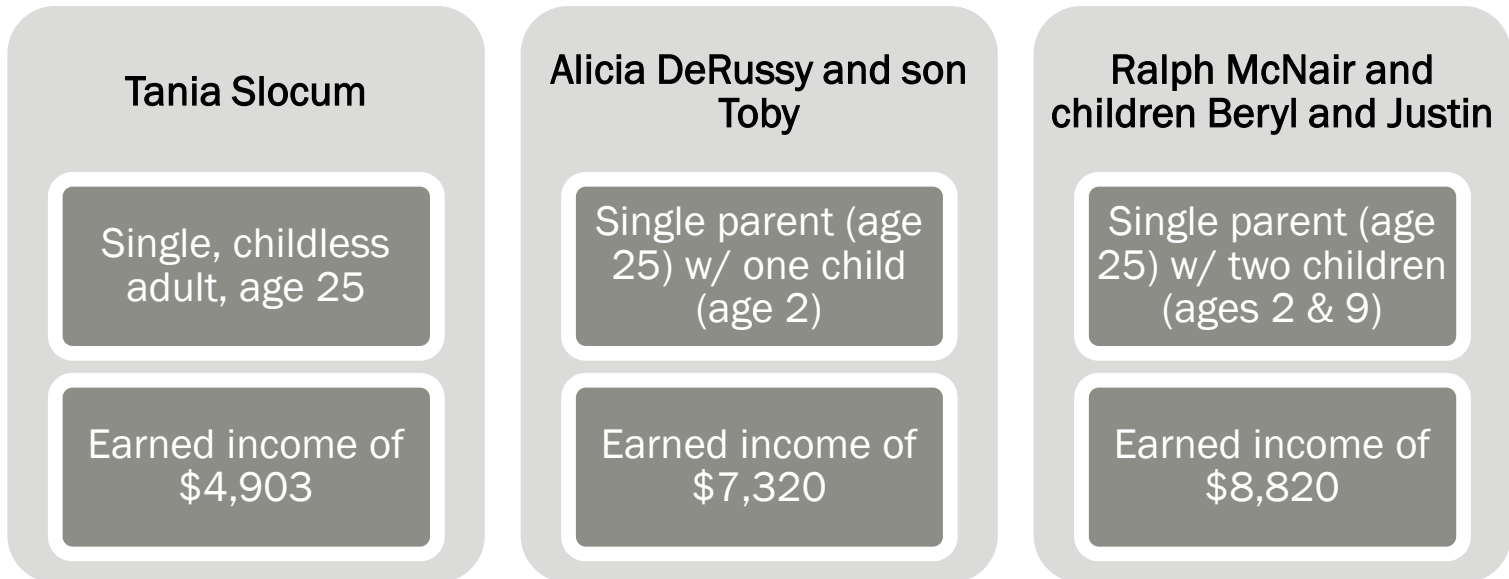 Tania Slocum
Single, childless
adult, age 25
Earned income of
$4,903
Alicia DeRussy and son
Toby
Single parent (age
25) w/ one child
(age 2)
Earned income of
$7,320
Ralph McNair and
children Beryl and Justin
Single parent (age
25) w/ two children
(ages 2 & 9)
Earned income of
$8,820